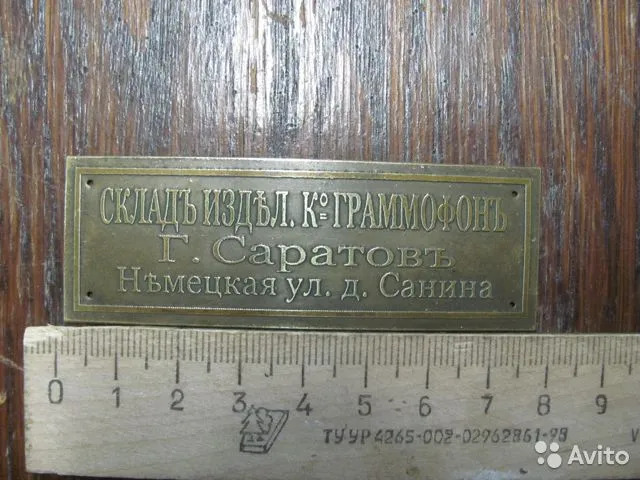 СКЛАДЪ ИЗДѢЛ. Ко= ГРАММОФОНЪ
Г. Саратовъ
Нѣмецкая ул. д. Санина
0 1 2 3 4 5 6 7 8 9
ТУ УР 4265-002-02962861-98
Avito